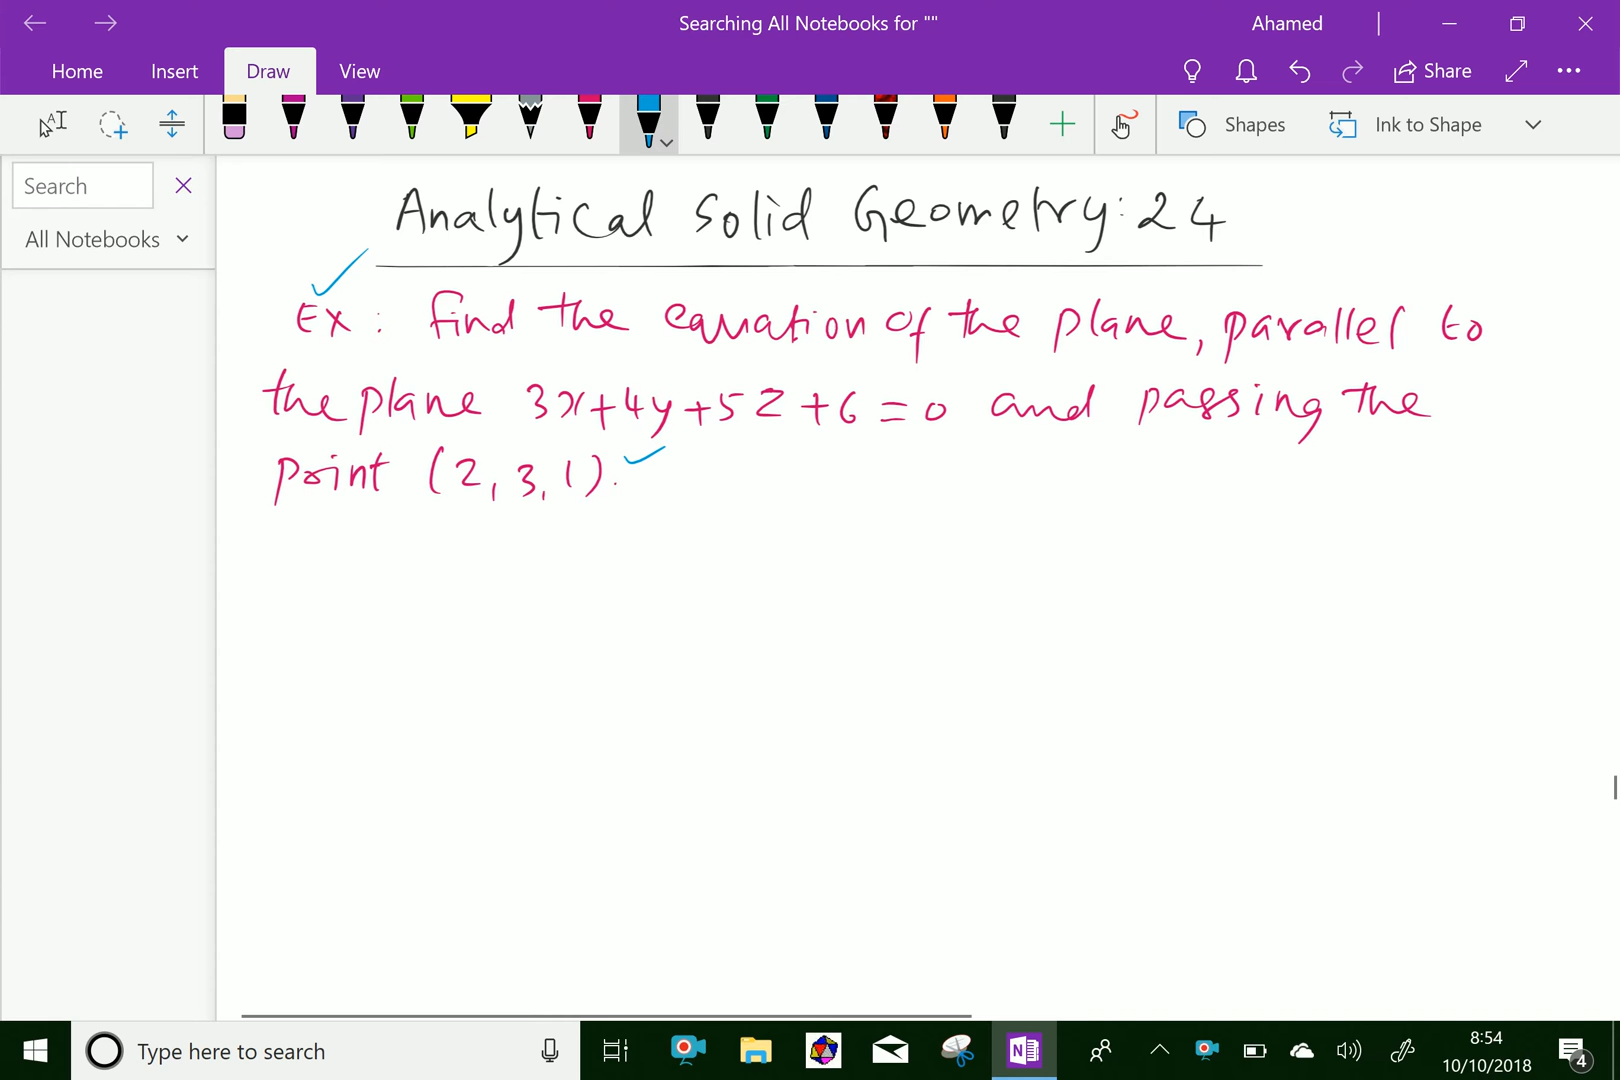 Searching All Notebooks for ""
Ahamed
Home Insert Draw View
Share
Shapes
Ink to Shape
Search
All Notebooks
Analytical Solid Geometry: 24
Ex: Find the equation of the plane, parallel to
the plane 3x+4y+5z+6=0 and passing the
point (2, 3, 1).
Type here to search
N
8:54
10/10/2018
4